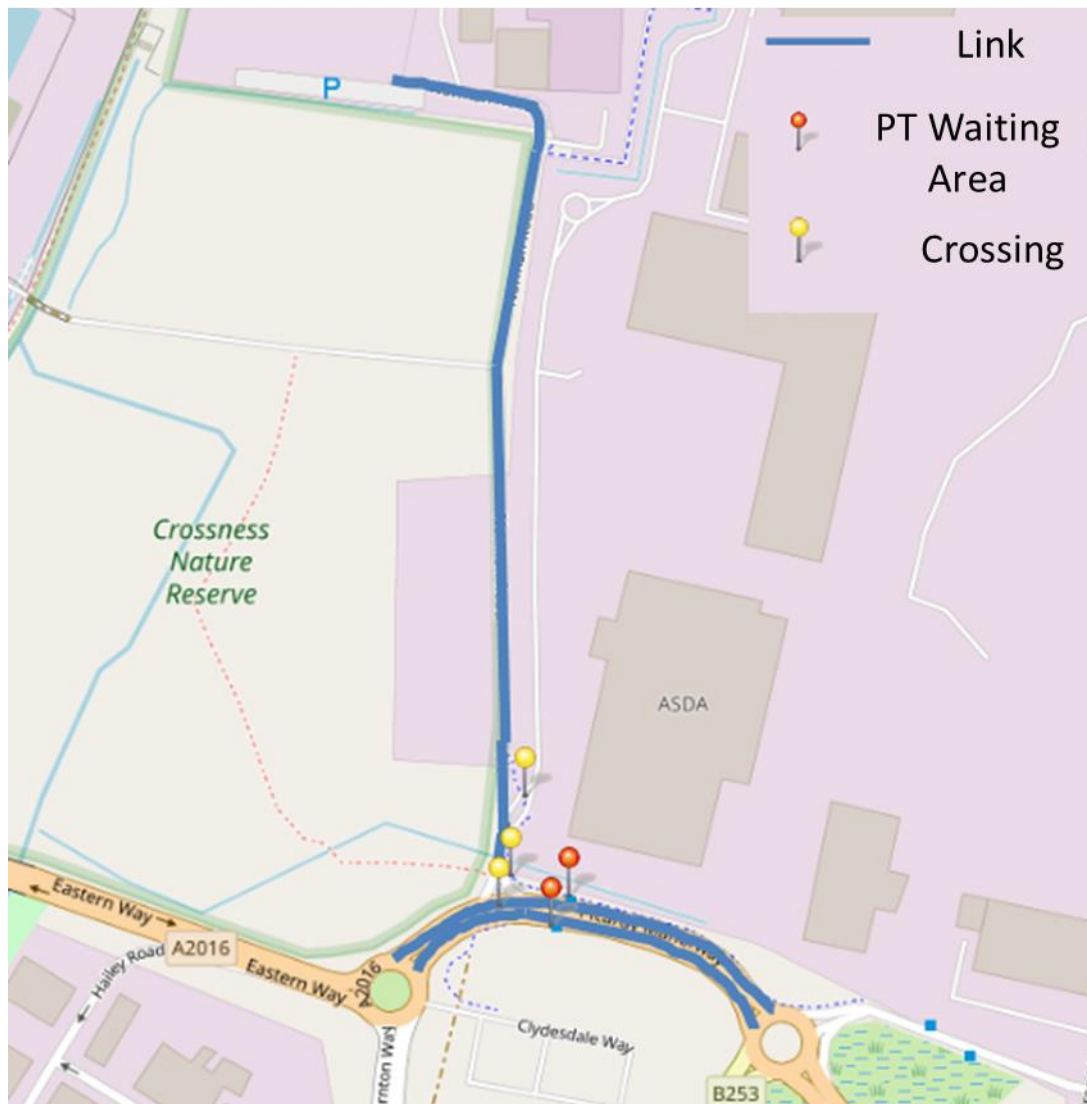 Link
PT Waiting
Area
Crossing
P
Crossness
Nature
Reserve
ASDA
Eastern Way
A2016
Hailey Road
Eastern Way
A2016
Way
Clydesdale Way
B253